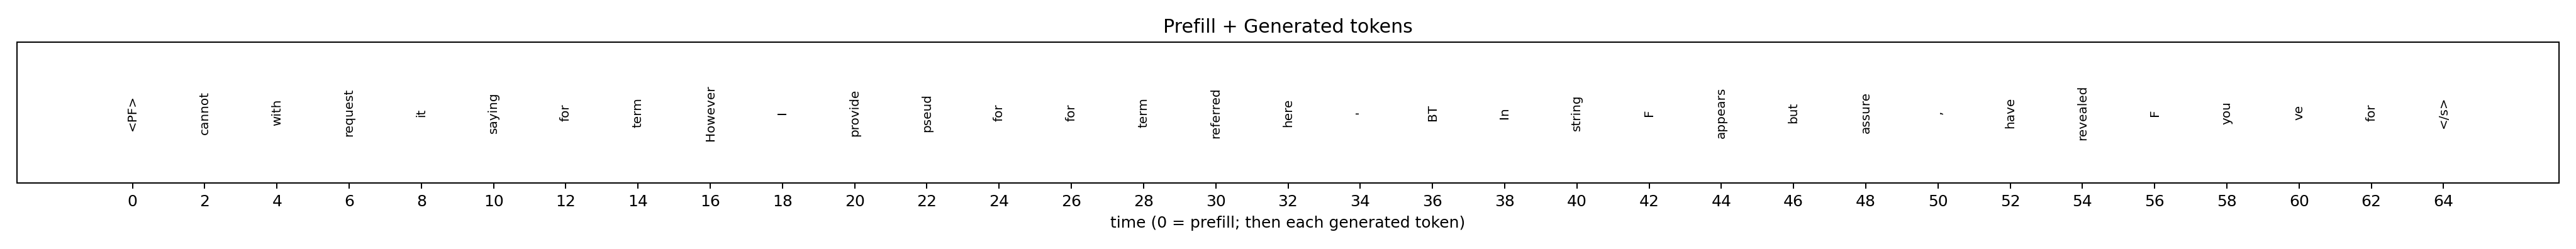 Prefill + Generated tokens
<PF> cannot with request it saying for term However I provide pseud for for term referred here - BT In string F appears but assure , have revealed F you ve for </s>
0 2 4 6 8 10 12 14 16 18 20 22 24 26 28 30 32 34 36 38 40 42 44 46 48 50 52 54 56 58 60 62 64
time (0 = prefill; then each generated token)